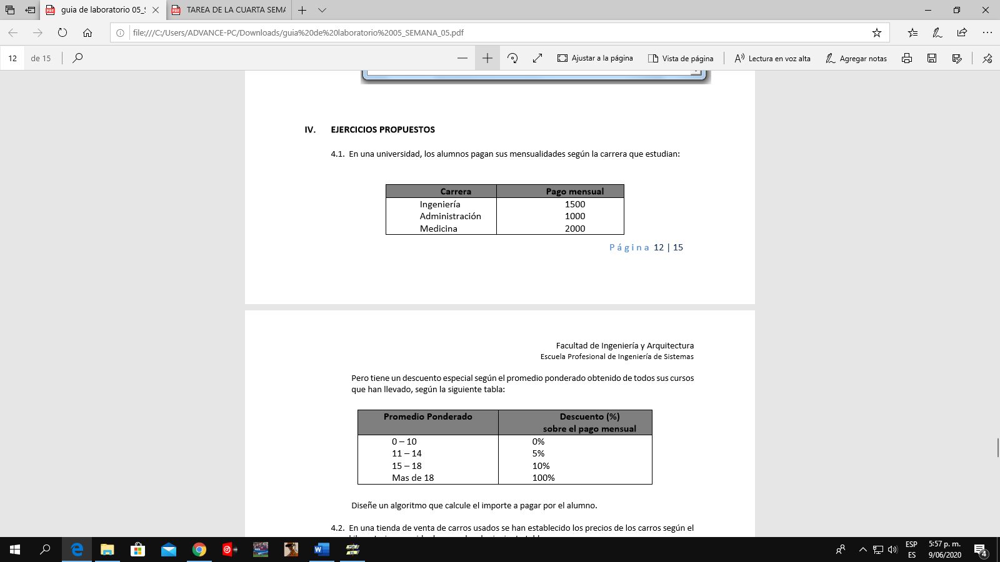 guia de laboratorio 05_S
TAREA DE LA CUARTA SEMA
file:///C:/Users/ADVANCE-PC/Downloads/guia%20de%20laboratorio%2005_SEMANA_05.pdf
12 de 15
Ajustar a la página
Vista de página
Lectura en voz alta
Agregar notas
IV. EJERCICIOS PROPUESTOS
4.1. En una universidad, los alumnos pagan sus mensualidades según la carrera que estudian:
Carrera Pago mensual
Ingeniería 1500
Administración 1000
Medicina 2000
Página 12 | 15
Facultad de Ingeniería y Arquitectura
Escuela Profesional de Ingeniería de Sistemas
Pero tiene un descuento especial según el promedio ponderado obtenido de todos sus cursos
que han llevado, según la siguiente tabla:
Promedio Ponderado Descuento (%)
sobre el pago mensual
0 – 10 0%
11 – 14 5%
15 – 18 10%
Mas de 18 100%
Diseñe un algoritmo que calcule el importe a pagar por el alumno.
4.2. En una tienda de venta de carros usados se han establecido los precios de los carros según el
ESP
ES
5:57 p. m.
9/06/2020
4